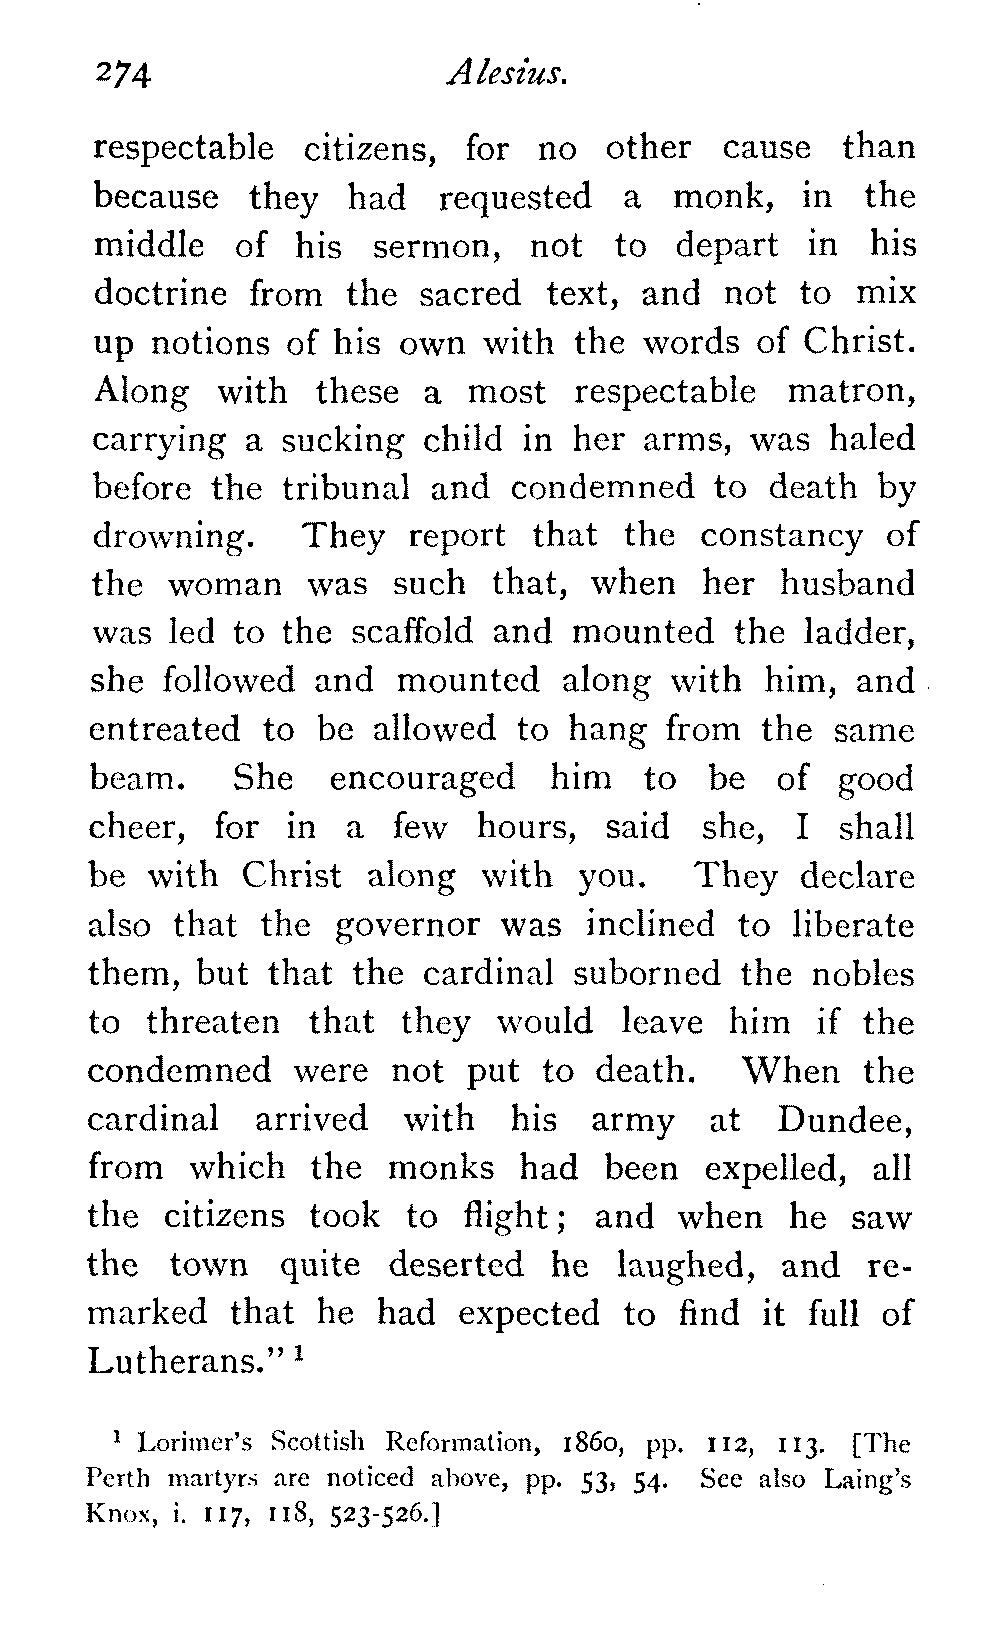 274 Alesius.
respectable citizens, for no other cause than
because they had requested a monk, in the
middle of his sermon, not to depart in his
doctrine from the sacred text, and not to mix
up notions of his own with the words of Christ.
Along with these a most respectable matron,
carrying a sucking child in her arms, was haled
before the tribunal and condemned to death by
drowning. They report that the constancy of
the woman was such that, when her husband
was led to the scaffold and mounted the ladder,
she followed and mounted along with him, and
entreated to be allowed to hang from the same
beam. She encouraged him to be of good
cheer, for in a few hours, said she, I shall
be with Christ along with you. They declare
also that the governor was inclined to liberate
them, but that the cardinal suborned the nobles
to threaten that they would leave him if the
condemned were not put to death. When the
cardinal arrived with his army at Dundee,
from which the monks had been expelled, all
the citizens took to flight; and when he saw
the town quite deserted he laughed, and re-
marked that he had expected to find it full of
Lutherans." ¹
¹ Lorimer's Scottish Reformation, 1860, pp. 112, 113. [The
Perth martyrs are noticed above, pp. 53, 54. See also Laing's
Knox, i. 117, 118, 523-526.]